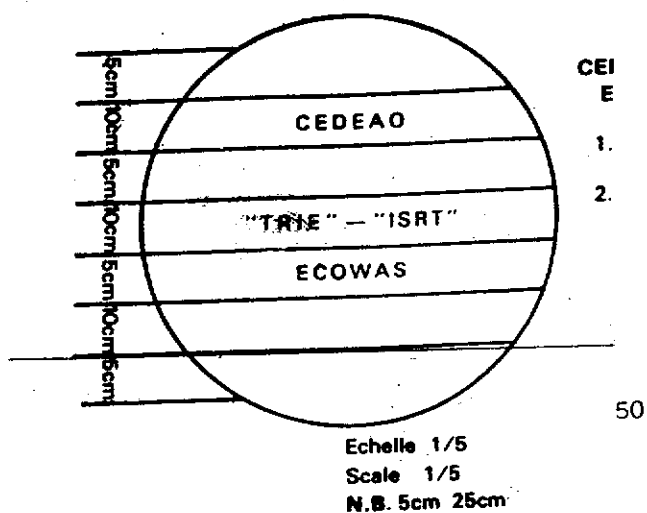 5cm 10cm 5cm 10cm 5cm 10cm 5cm
CEDEAO
"TRIE" — "ISRT"
ECOWAS
CEI
E
1.
2.
50
Echelle 1/5
Scale 1/5
N.B. 5cm 25cm